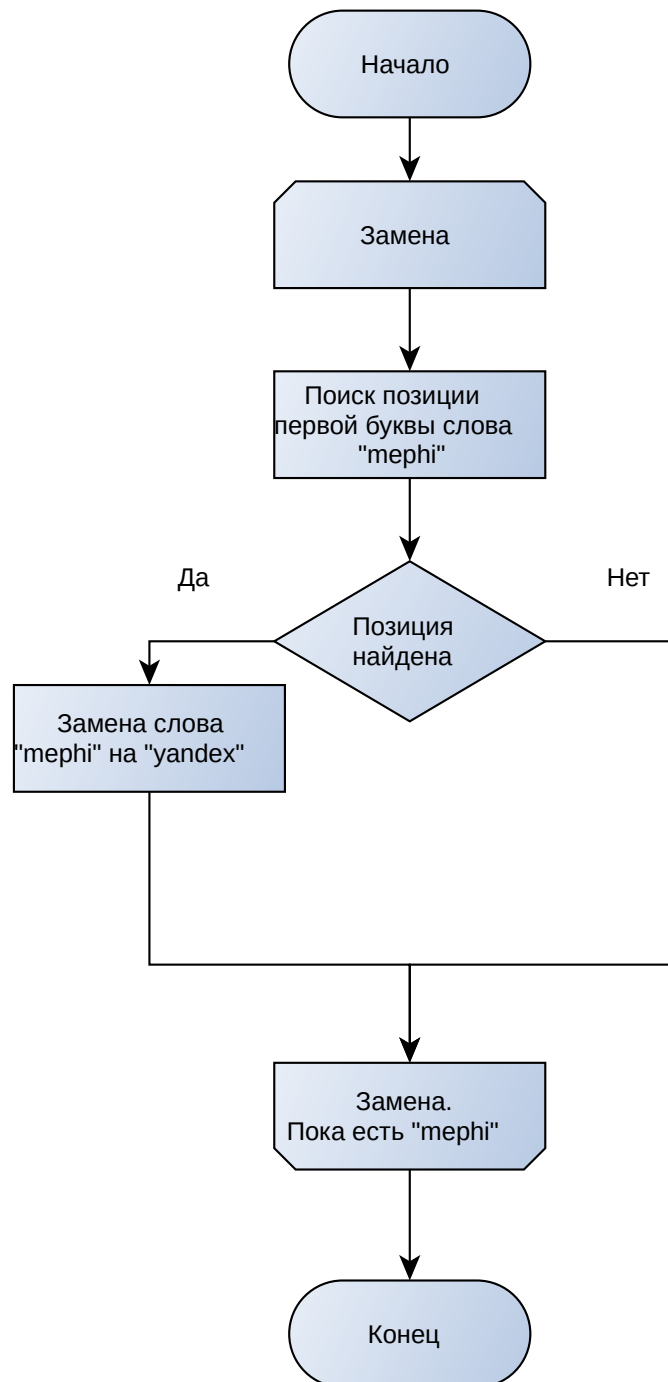 Начало
Замена
Поиск позиции
первой буквы слова
"mephi"
Да
Нет
Позиция
найдена
Замена слова
"mephi" на "yandex"
Замена.
Пока есть "mephi"
Конец